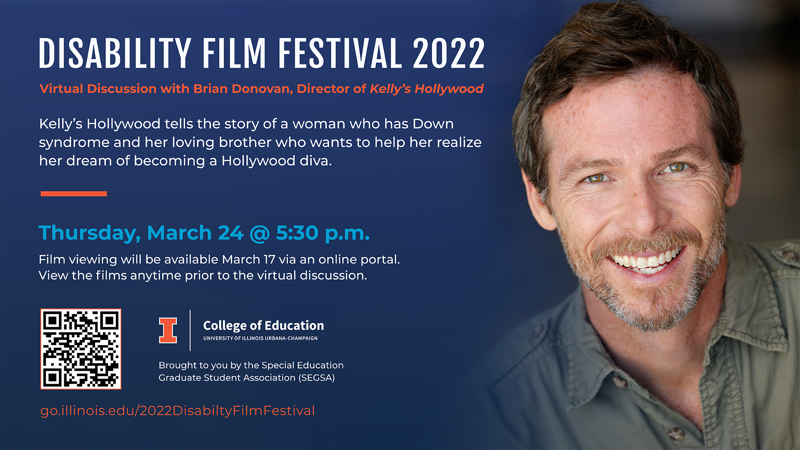 DISABILITY FILM FESTIVAL 2022
Virtual Discussion with Brian Donovan, Director of Kelly's Hollywood
Kelly's Hollywood tells the story of a woman who has Down
syndrome and her loving brother who wants to help her realize
her dream of becoming a Hollywood diva.
Thursday, March 24 @ 5:30 p.m.
Film viewing will be available March 17 via an online portal.
View the films anytime prior to the virtual discussion.
I
College of Education
UNIVERSITY OF ILLINOIS URBANA-CHAMPAIGN
Brought to you by the Special Education
Graduate Student Association (SEGSA)
go.illinois.edu/2022DisabiltyFilmFestival